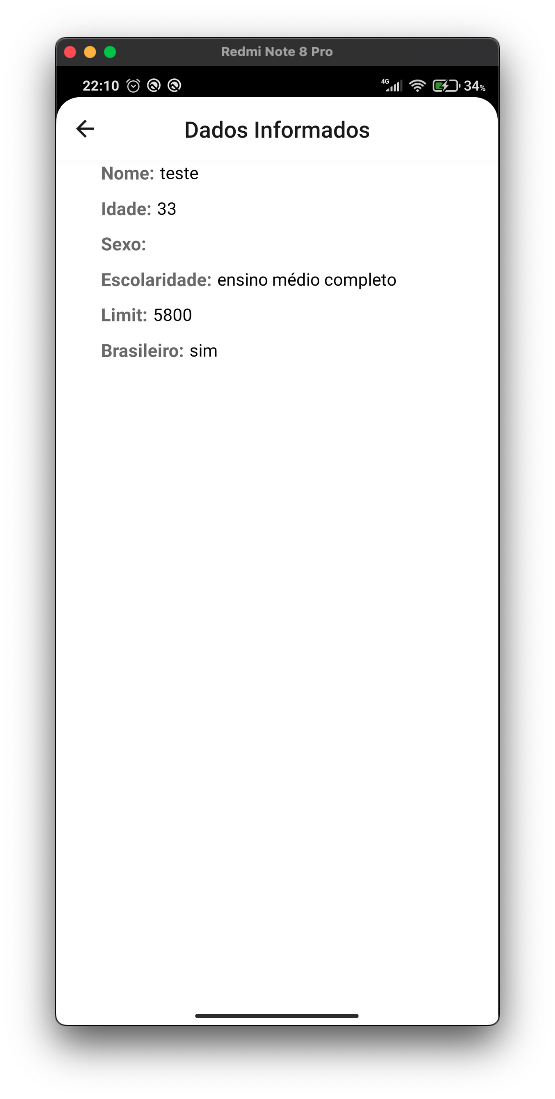 Redmi Note 8 Pro
22:10 4G 34%
Dados Informados
Nome: teste
Idade: 33
Sexo:
Escolaridade: ensino médio completo
Limit: 5800
Brasileiro: sim